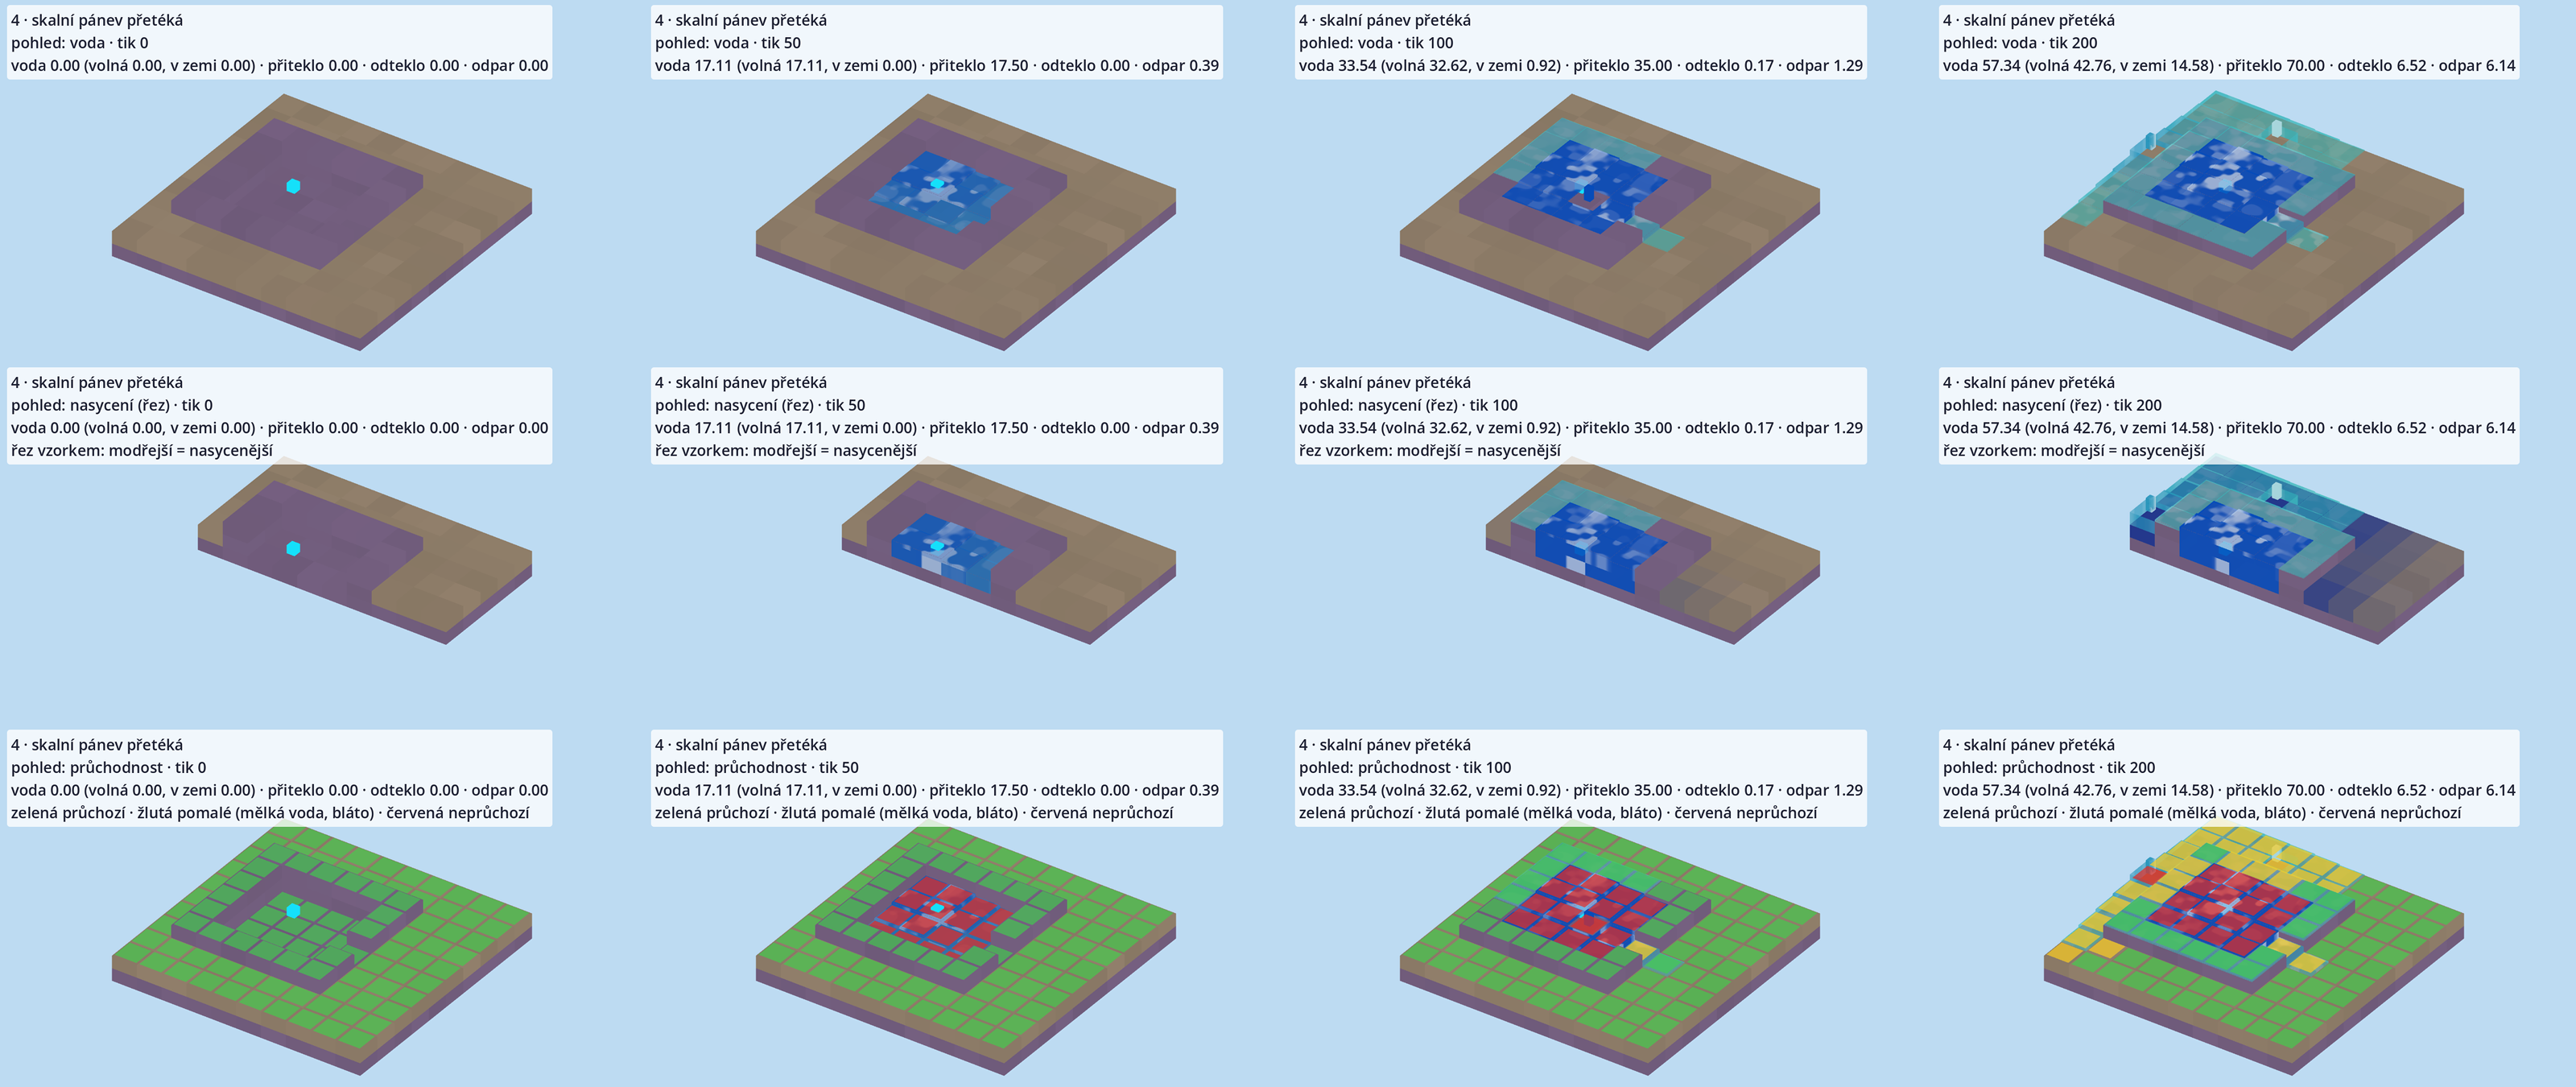 4 · skalní pánev přetéká
pohled: voda · tik 0
voda 0.00 (volná 0.00, v zemi 0.00) · přiteklo 0.00 · odteklo 0.00 · odpar 0.00
4 · skalní pánev přetéká
pohled: voda · tik 50
voda 17.11 (volná 17.11, v zemi 0.00) · přiteklo 17.50 · odteklo 0.00 · odpar 0.39
4 · skalní pánev přetéká
pohled: voda · tik 100
voda 33.54 (volná 32.62, v zemi 0.92) · přiteklo 35.00 · odteklo 0.17 · odpar 1.29
4 · skalní pánev přetéká
pohled: voda · tik 200
voda 57.34 (volná 42.76, v zemi 14.58) · přiteklo 70.00 · odteklo 6.52 · odpar 6.14
4 · skalní pánev přetéká
pohled: nasycení (řez) · tik 0
voda 0.00 (volná 0.00, v zemi 0.00) · přiteklo 0.00 · odteklo 0.00 · odpar 0.00
řez vzorkem: modřejší = nasycenější
4 · skalní pánev přetéká
pohled: nasycení (řez) · tik 50
voda 17.11 (volná 17.11, v zemi 0.00) · přiteklo 17.50 · odteklo 0.00 · odpar 0.39
řez vzorkem: modřejší = nasycenější
4 · skalní pánev přetéká
pohled: nasycení (řez) · tik 100
voda 33.54 (volná 32.62, v zemi 0.92) · přiteklo 35.00 · odteklo 0.17 · odpar 1.29
řez vzorkem: modřejší = nasycenější
4 · skalní pánev přetéká
pohled: nasycení (řez) · tik 200
voda 57.34 (volná 42.76, v zemi 14.58) · přiteklo 70.00 · odteklo 6.52 · odpar 6.14
řez vzorkem: modřejší = nasycenější
4 · skalní pánev přetéká
pohled: průchodnost · tik 0
voda 0.00 (volná 0.00, v zemi 0.00) · přiteklo 0.00 · odteklo 0.00 · odpar 0.00
zelená průchozí · žlutá pomalé (mělká voda, bláto) · červená neprůchozí
4 · skalní pánev přetéká
pohled: průchodnost · tik 50
voda 17.11 (volná 17.11, v zemi 0.00) · přiteklo 17.50 · odteklo 0.00 · odpar 0.39
zelená průchozí · žlutá pomalé (mělká voda, bláto) · červená neprůchozí
4 · skalní pánev přetéká
pohled: průchodnost · tik 100
voda 33.54 (volná 32.62, v zemi 0.92) · přiteklo 35.00 · odteklo 0.17 · odpar 1.29
zelená průchozí · žlutá pomalé (mělká voda, bláto) · červená neprůchozí
4 · skalní pánev přetéká
pohled: průchodnost · tik 200
voda 57.34 (volná 42.76, v zemi 14.58) · přiteklo 70.00 · odteklo 6.52 · odpar 6.14
zelená průchozí · žlutá pomalé (mělká voda, bláto) · červená neprůchozí